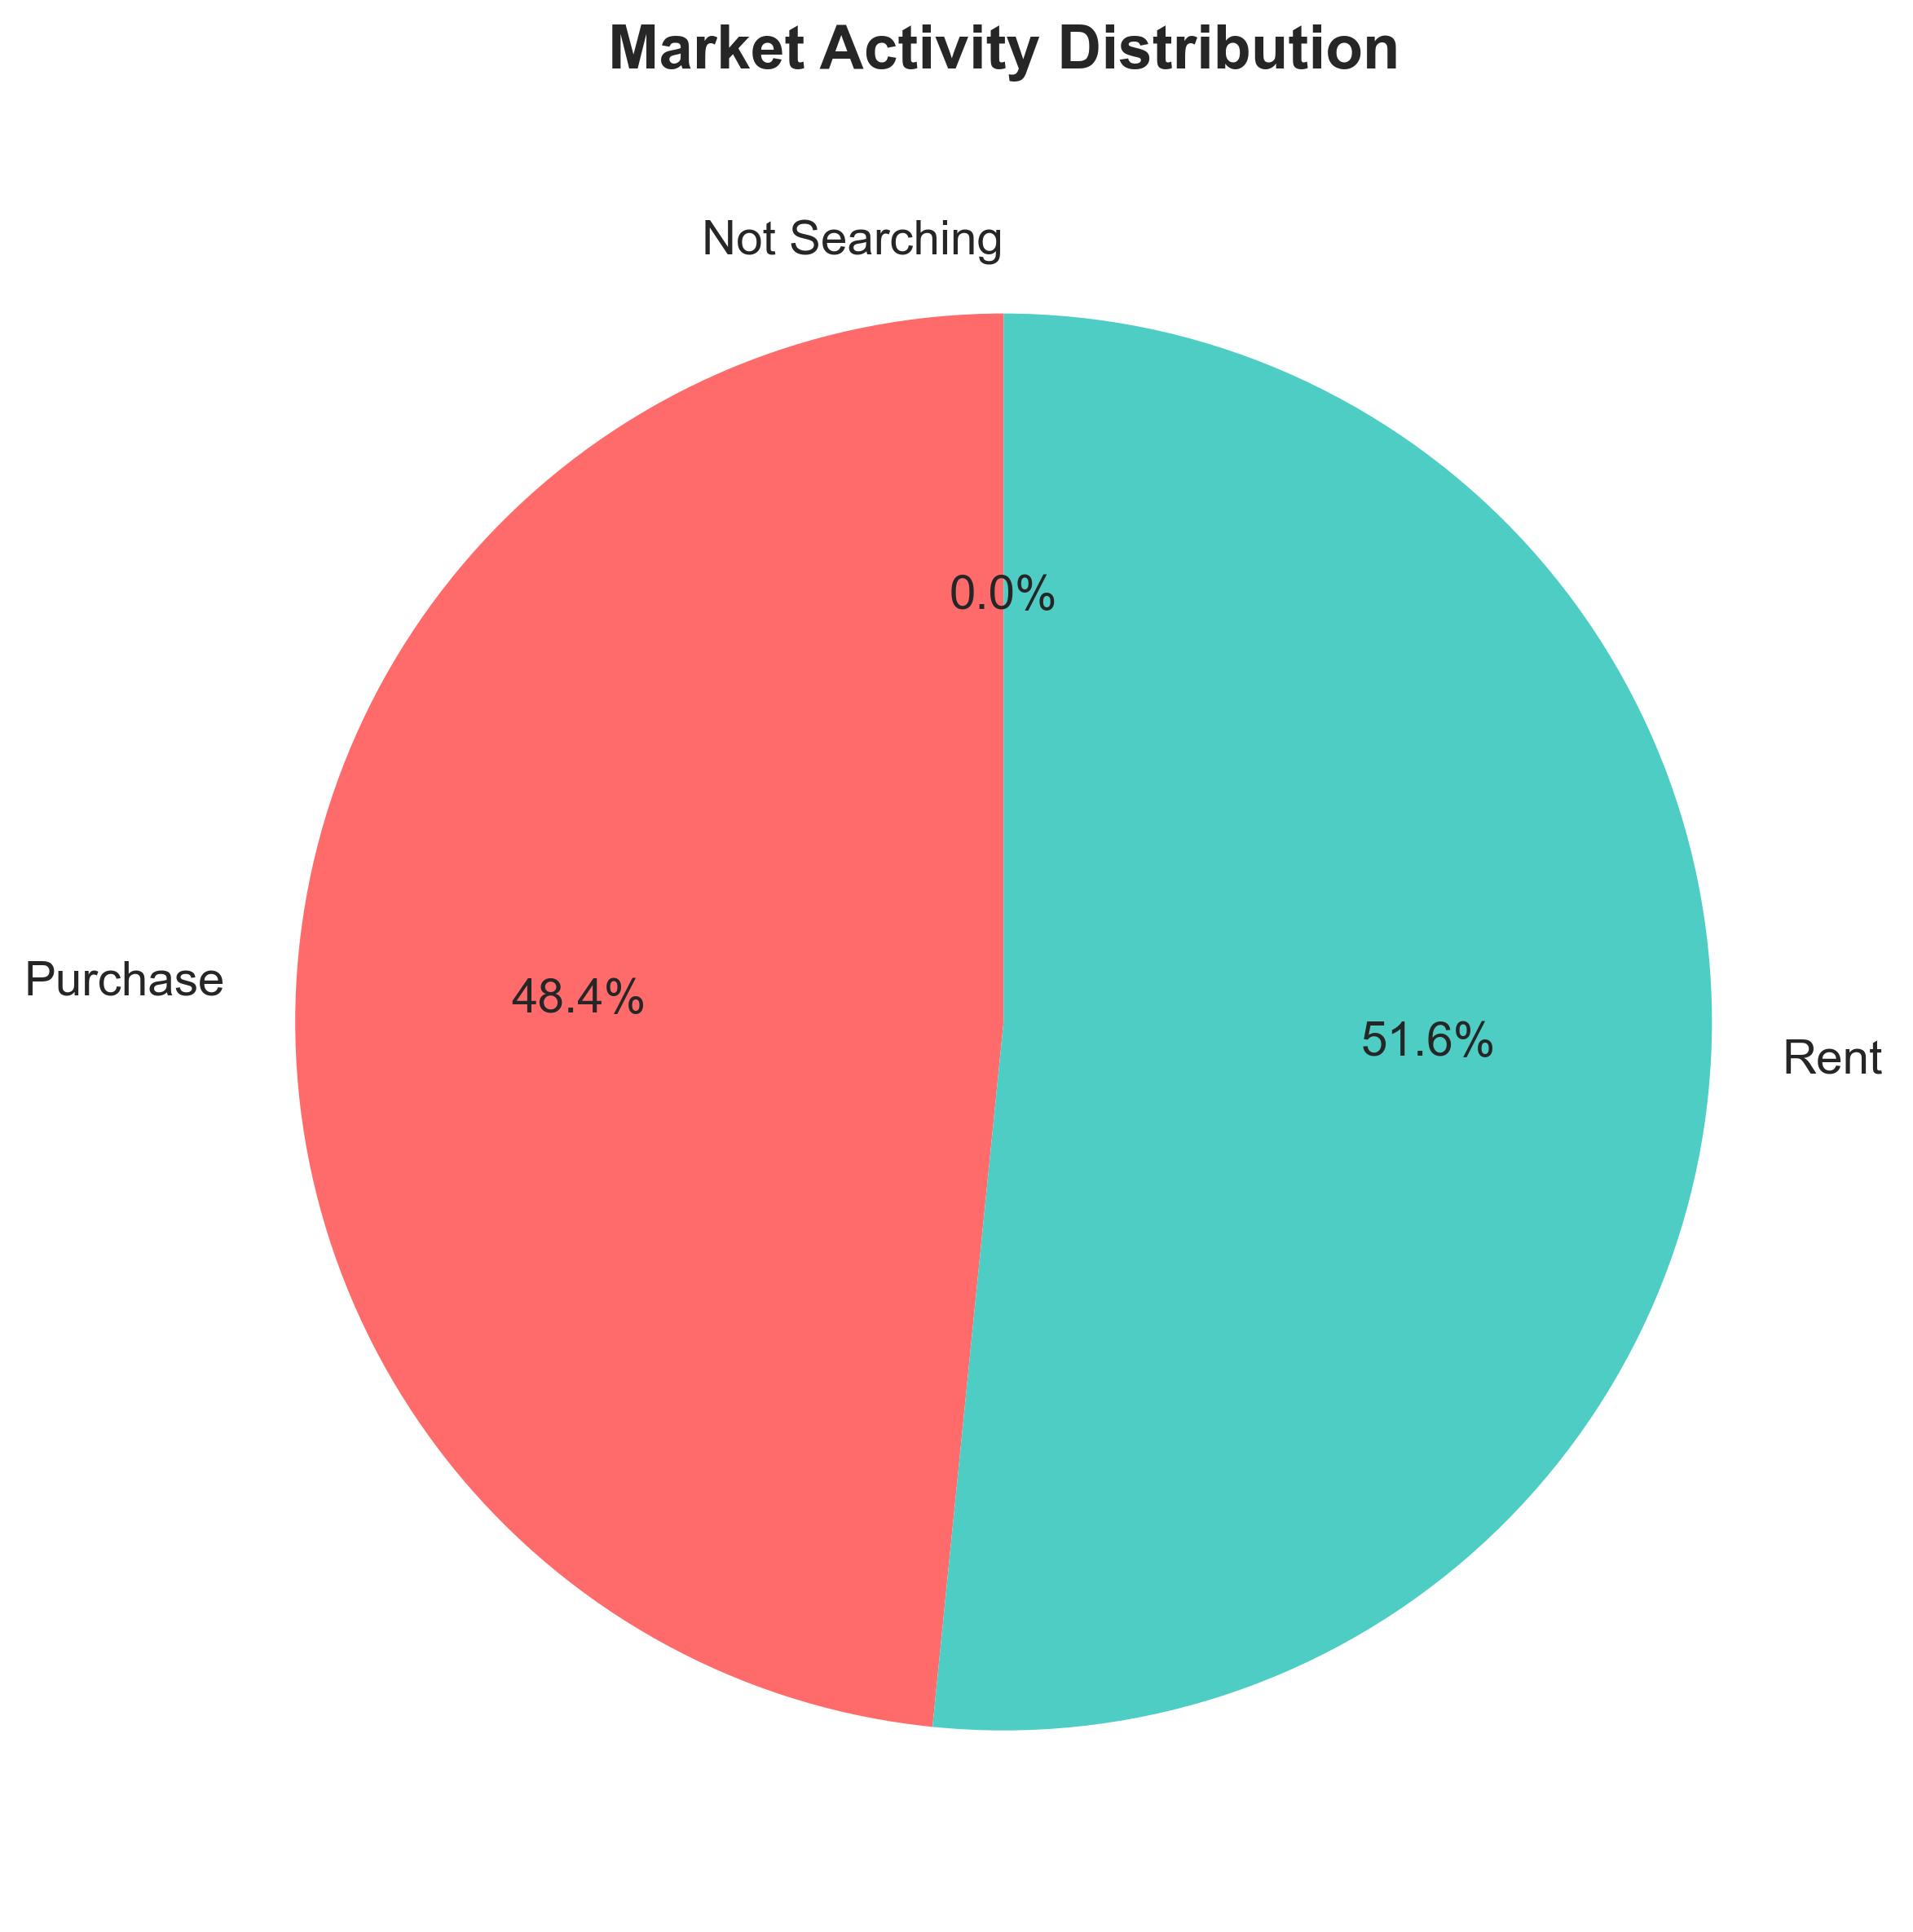 Market Activity Distribution
Not Searching
0.0%
Purchase
48.4%
51.6%
Rent